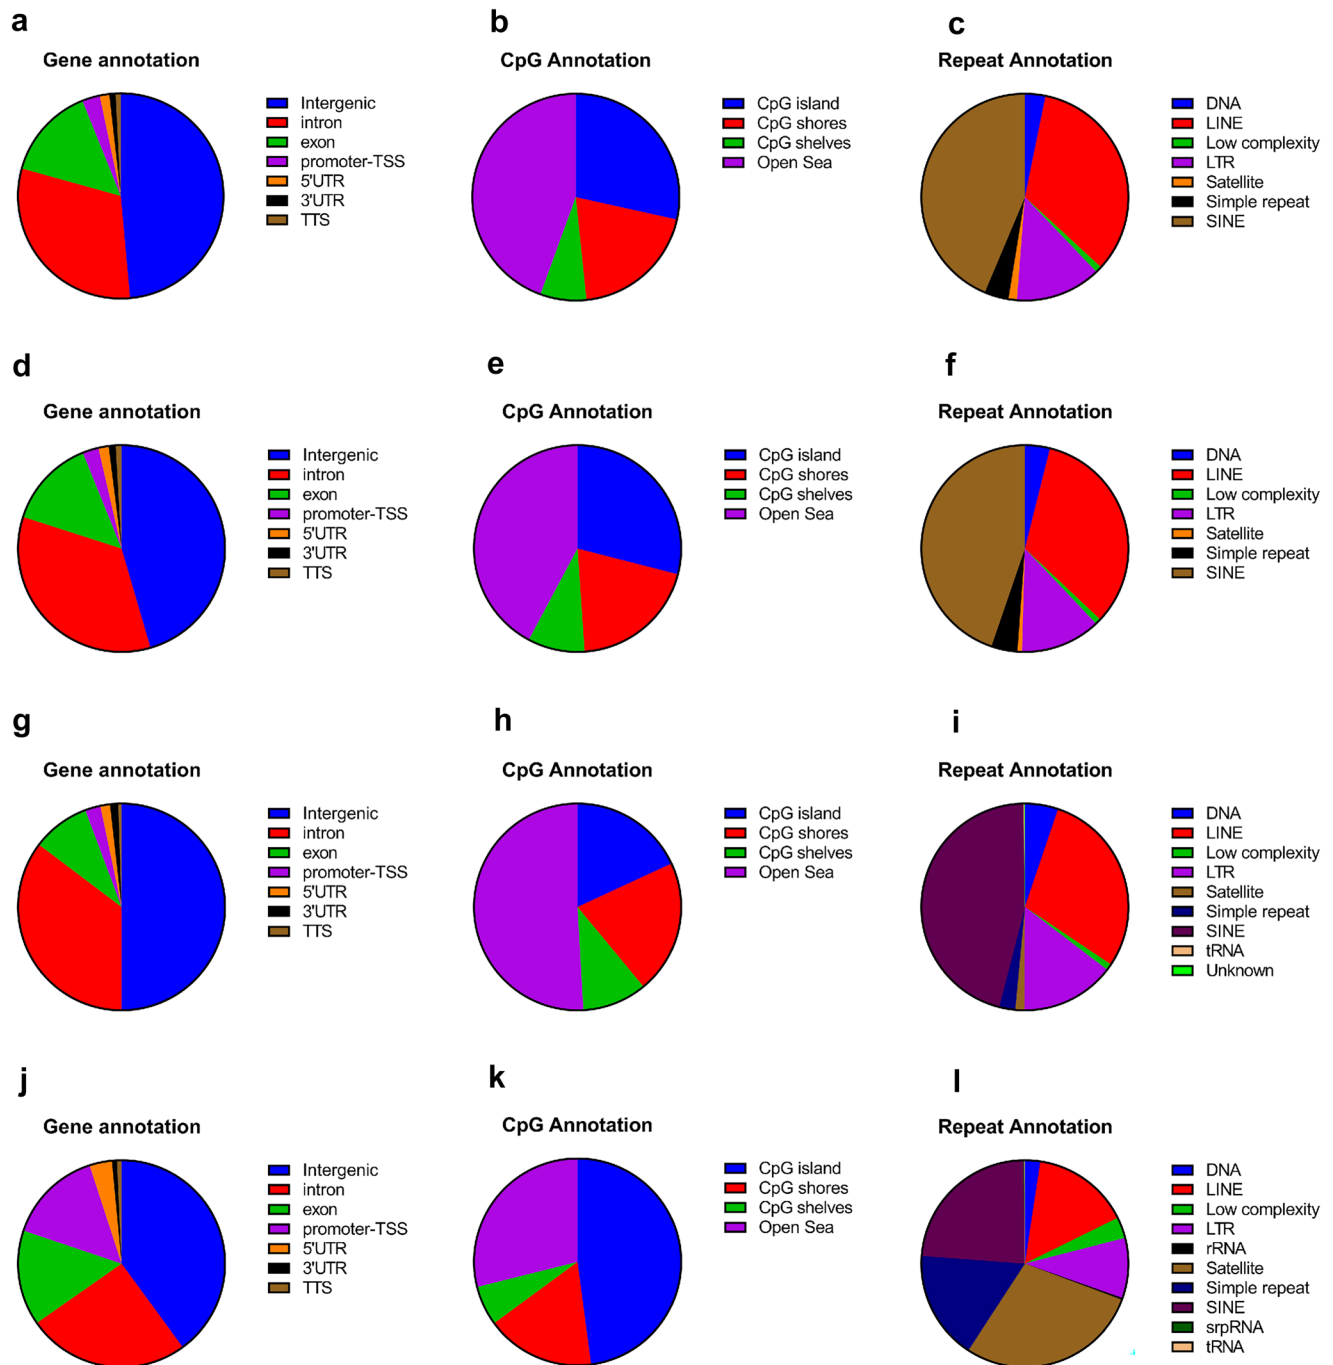 a
Gene annotation
Intergenic
intron
exon
promoter-TSS
5'UTR
3'UTR
TTS
b
CpG Annotation
CpG island
CpG shores
CpG shelves
Open Sea
c
Repeat Annotation
DNA
LINE
Low complexity
LTR
Satellite
Simple repeat
SINE
d
Gene annotation
Intergenic
intron
exon
promoter-TSS
5'UTR
3'UTR
TTS
e
CpG Annotation
CpG island
CpG shores
CpG shelves
Open Sea
f
Repeat Annotation
DNA
LINE
Low complexity
LTR
Satellite
Simple repeat
SINE
g
Gene annotation
Intergenic
intron
exon
promoter-TSS
5'UTR
3'UTR
TTS
h
CpG Annotation
CpG island
CpG shores
CpG shelves
Open Sea
i
Repeat Annotation
DNA
LINE
Low complexity
LTR
Satellite
Simple repeat
SINE
tRNA
Unknown
j
Gene annotation
Intergenic
intron
exon
promoter-TSS
5'UTR
3'UTR
TTS
k
CpG Annotation
CpG island
CpG shores
CpG shelves
Open Sea
l
Repeat Annotation
DNA
LINE
Low complexity
LTR
rRNA
Satellite
Simple repeat
SINE
srpRNA
tRNA